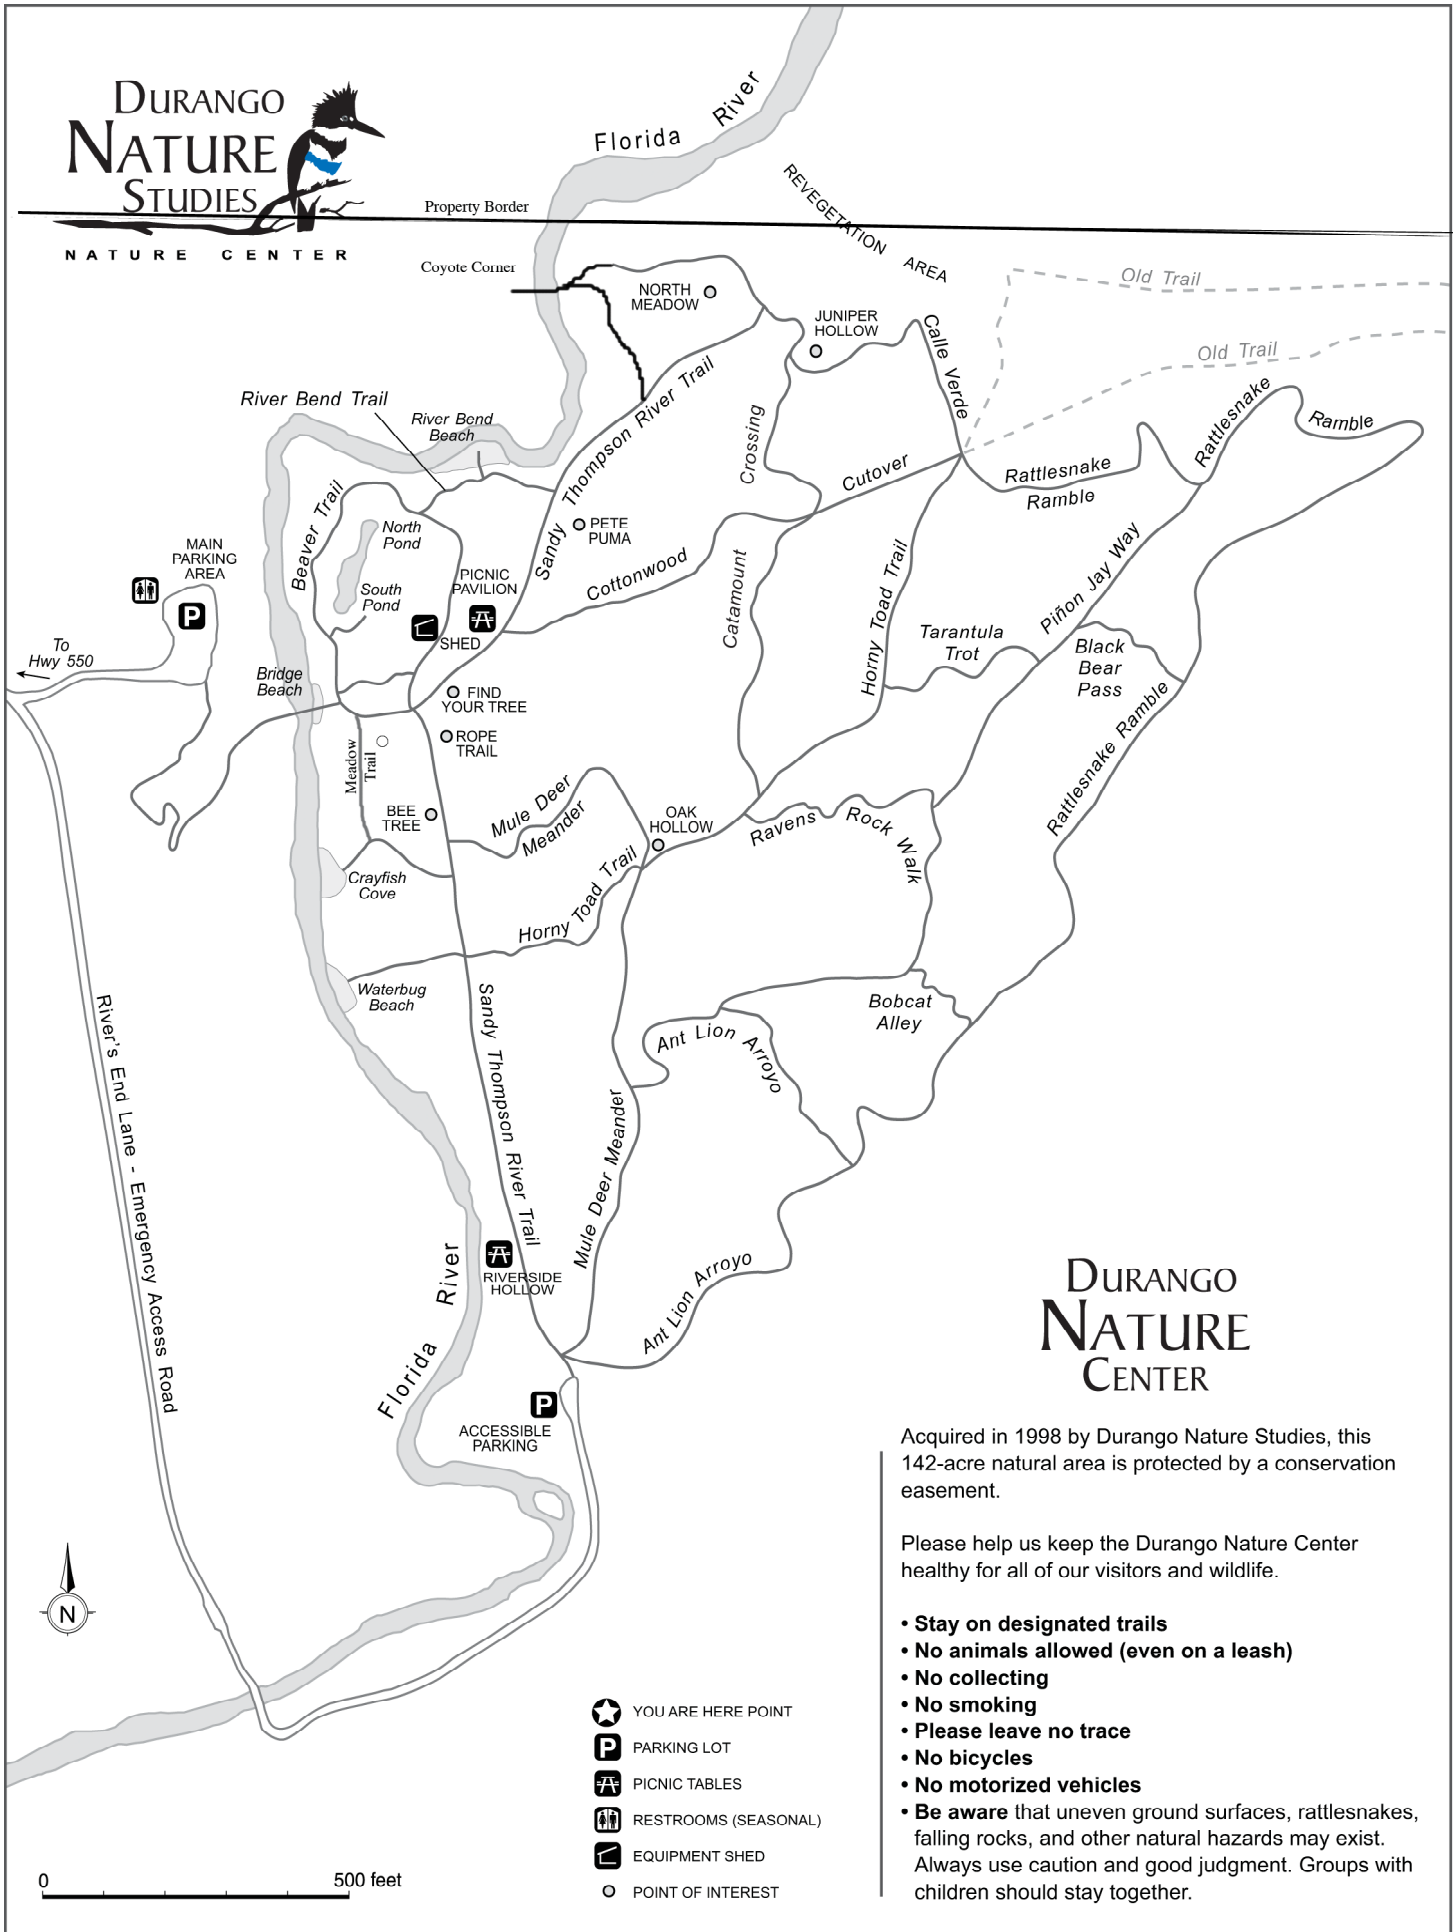 DURANGO
NATURE
STUDIES
NATURE CENTER
Florida River
REVEGETATION AREA
Property Border
Coyote Corner
NORTH
MEADOW
JUNIPER
HOLLOW
Old Trail
Old Trail
Calle Verde
River Bend Trail
River Bend
Beach
Sandy Thompson River Trail
Crossing
Catamount
Cutover
Rattlesnake
Ramble
Rattlesnake
Ramble
Beaver Trail
North
Pond
South
Pond
PETE
PUMA
Cottonwood
MAIN
PARKING
AREA
P
PICNIC
PAVILION
SHED
To
Hwy 550
Bridge
Beach
FIND
YOUR TREE
ROPE
TRAIL
Meadow
Trail
BEE
TREE
Horny Toad Trail
Tarantula
Trot
Piñon Jay Way
Black
Bear
Pass
Rattlesnake Ramble
Mule Deer
Meander
OAK
HOLLOW
Ravens Rock Walk
Crayfish
Cove
Horny Toad Trail
Waterbug
Beach
Bobcat
Alley
Ant Lion Arroyo
Sandy Thompson River Trail
Mule Deer Meander
River's End Lane - Emergency Access Road
Florida River
RIVERSIDE
HOLLOW
Ant Lion Arroyo
P
ACCESSIBLE
PARKING
N
0 500 feet
YOU ARE HERE POINT
P PARKING LOT
PICNIC TABLES
RESTROOMS (SEASONAL)
EQUIPMENT SHED
POINT OF INTEREST
DURANGO
NATURE
CENTER
Acquired in 1998 by Durango Nature Studies, this
142-acre natural area is protected by a conservation
easement.
Please help us keep the Durango Nature Center
healthy for all of our visitors and wildlife.
• Stay on designated trails
• No animals allowed (even on a leash)
• No collecting
• No smoking
• Please leave no trace
• No bicycles
• No motorized vehicles
• Be aware that uneven ground surfaces, rattlesnakes,
falling rocks, and other natural hazards may exist.
Always use caution and good judgment. Groups with
children should stay together.